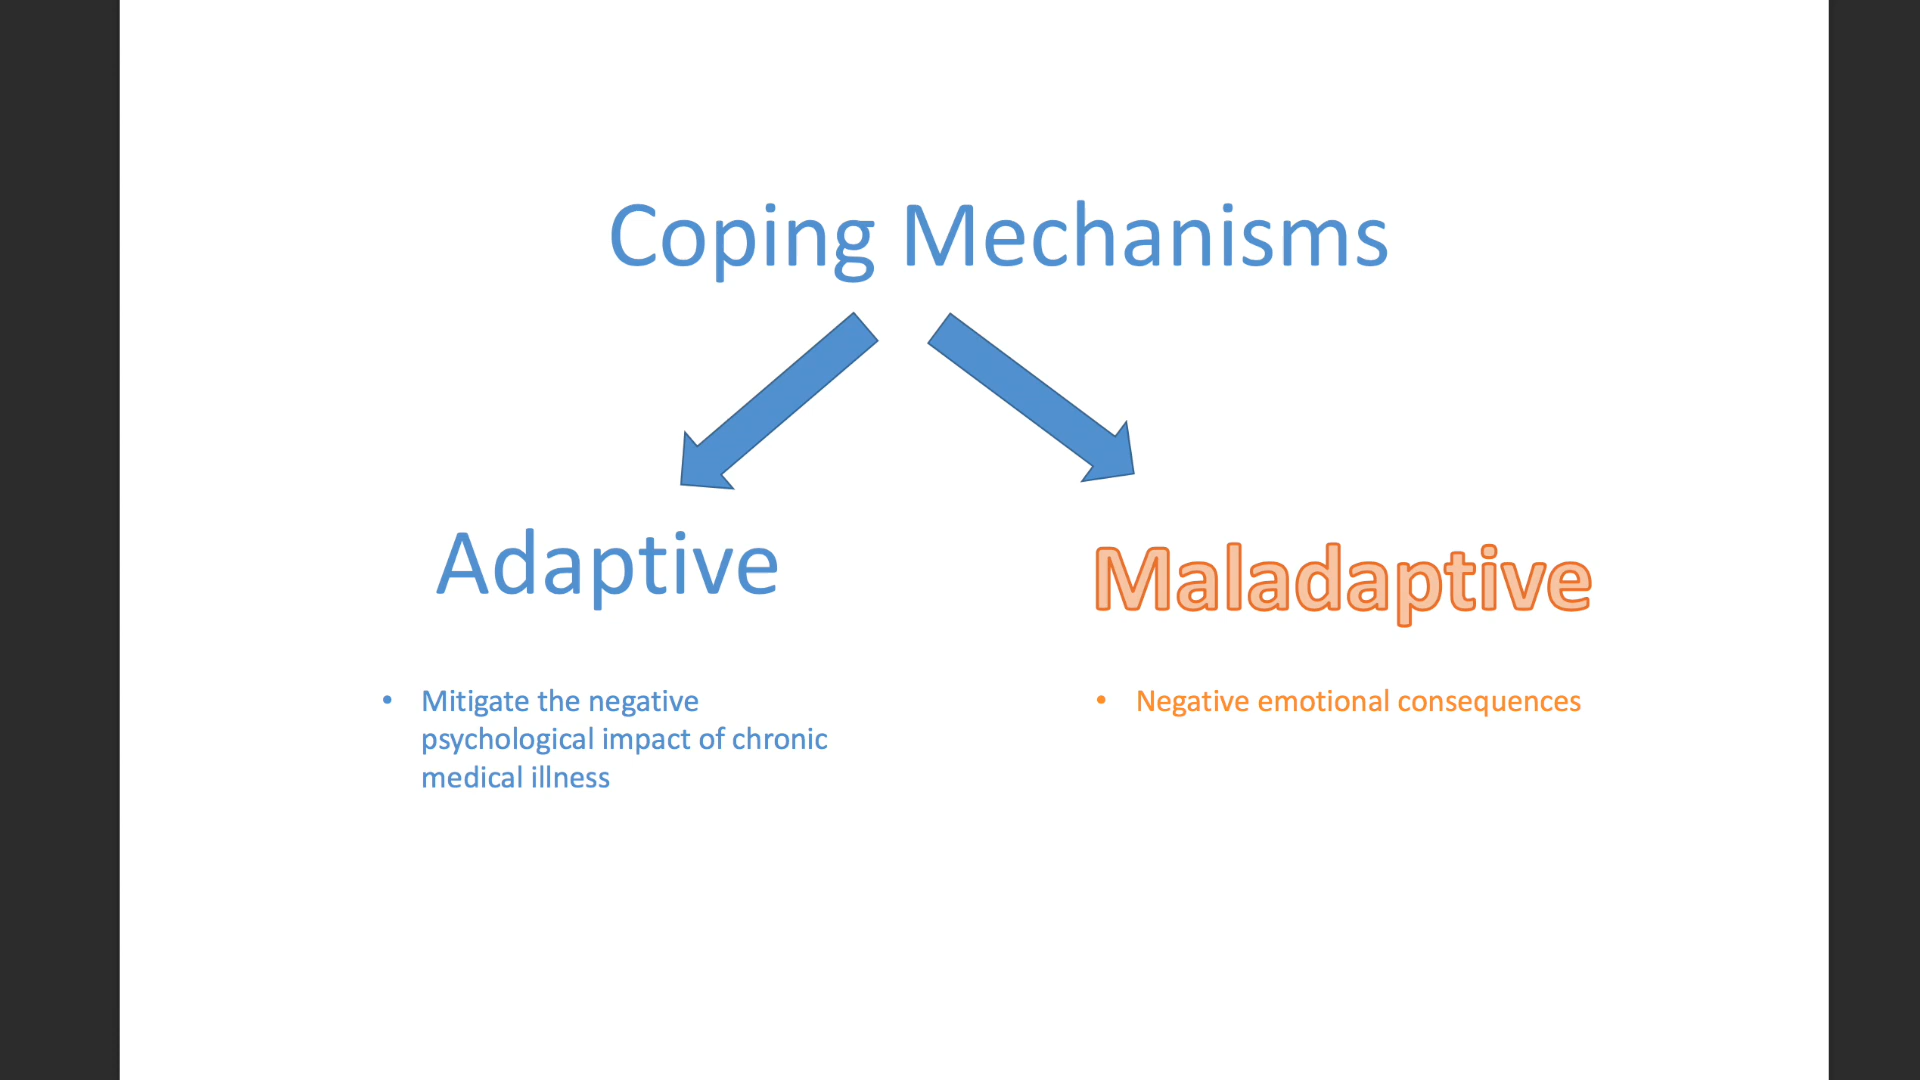 Coping Mechanisms
Adaptive
Maladaptive
• Mitigate the negative
psychological impact of chronic
medical illness
• Negative emotional consequences